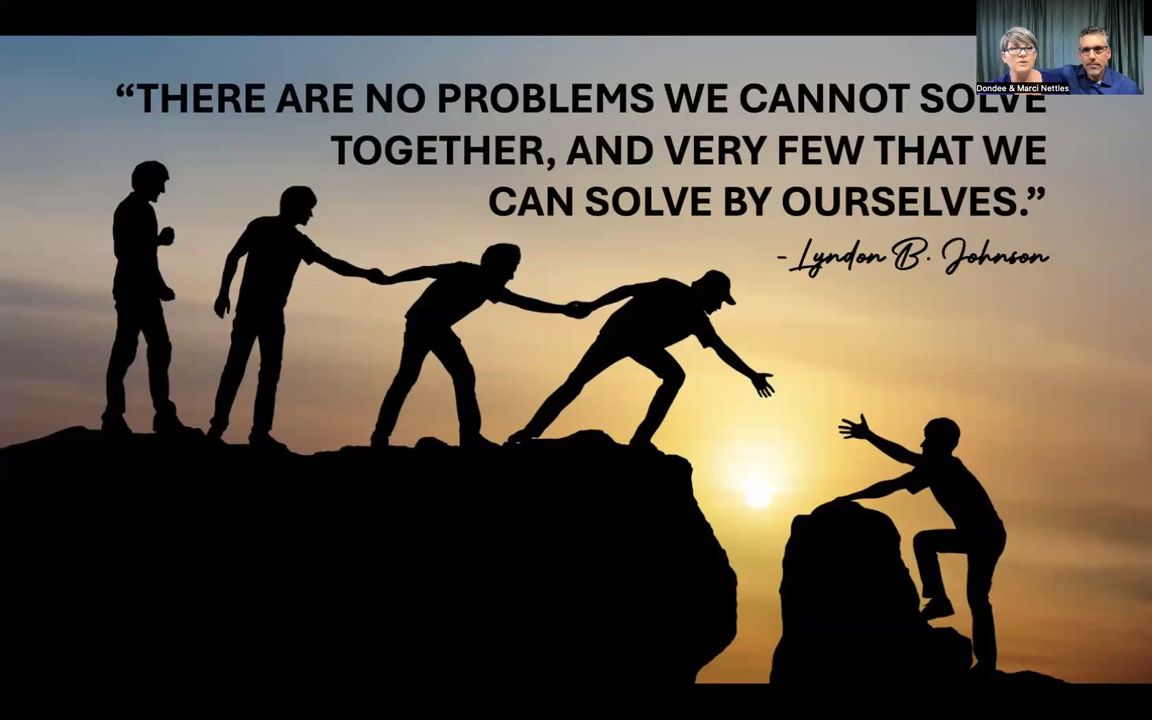 “THERE ARE NO PROBLEMS WE CANNOT SOLVE
TOGETHER, AND VERY FEW THAT WE
CAN SOLVE BY OURSELVES.”
- Lyndon B. Johnson
Dondee & Marci Nettles